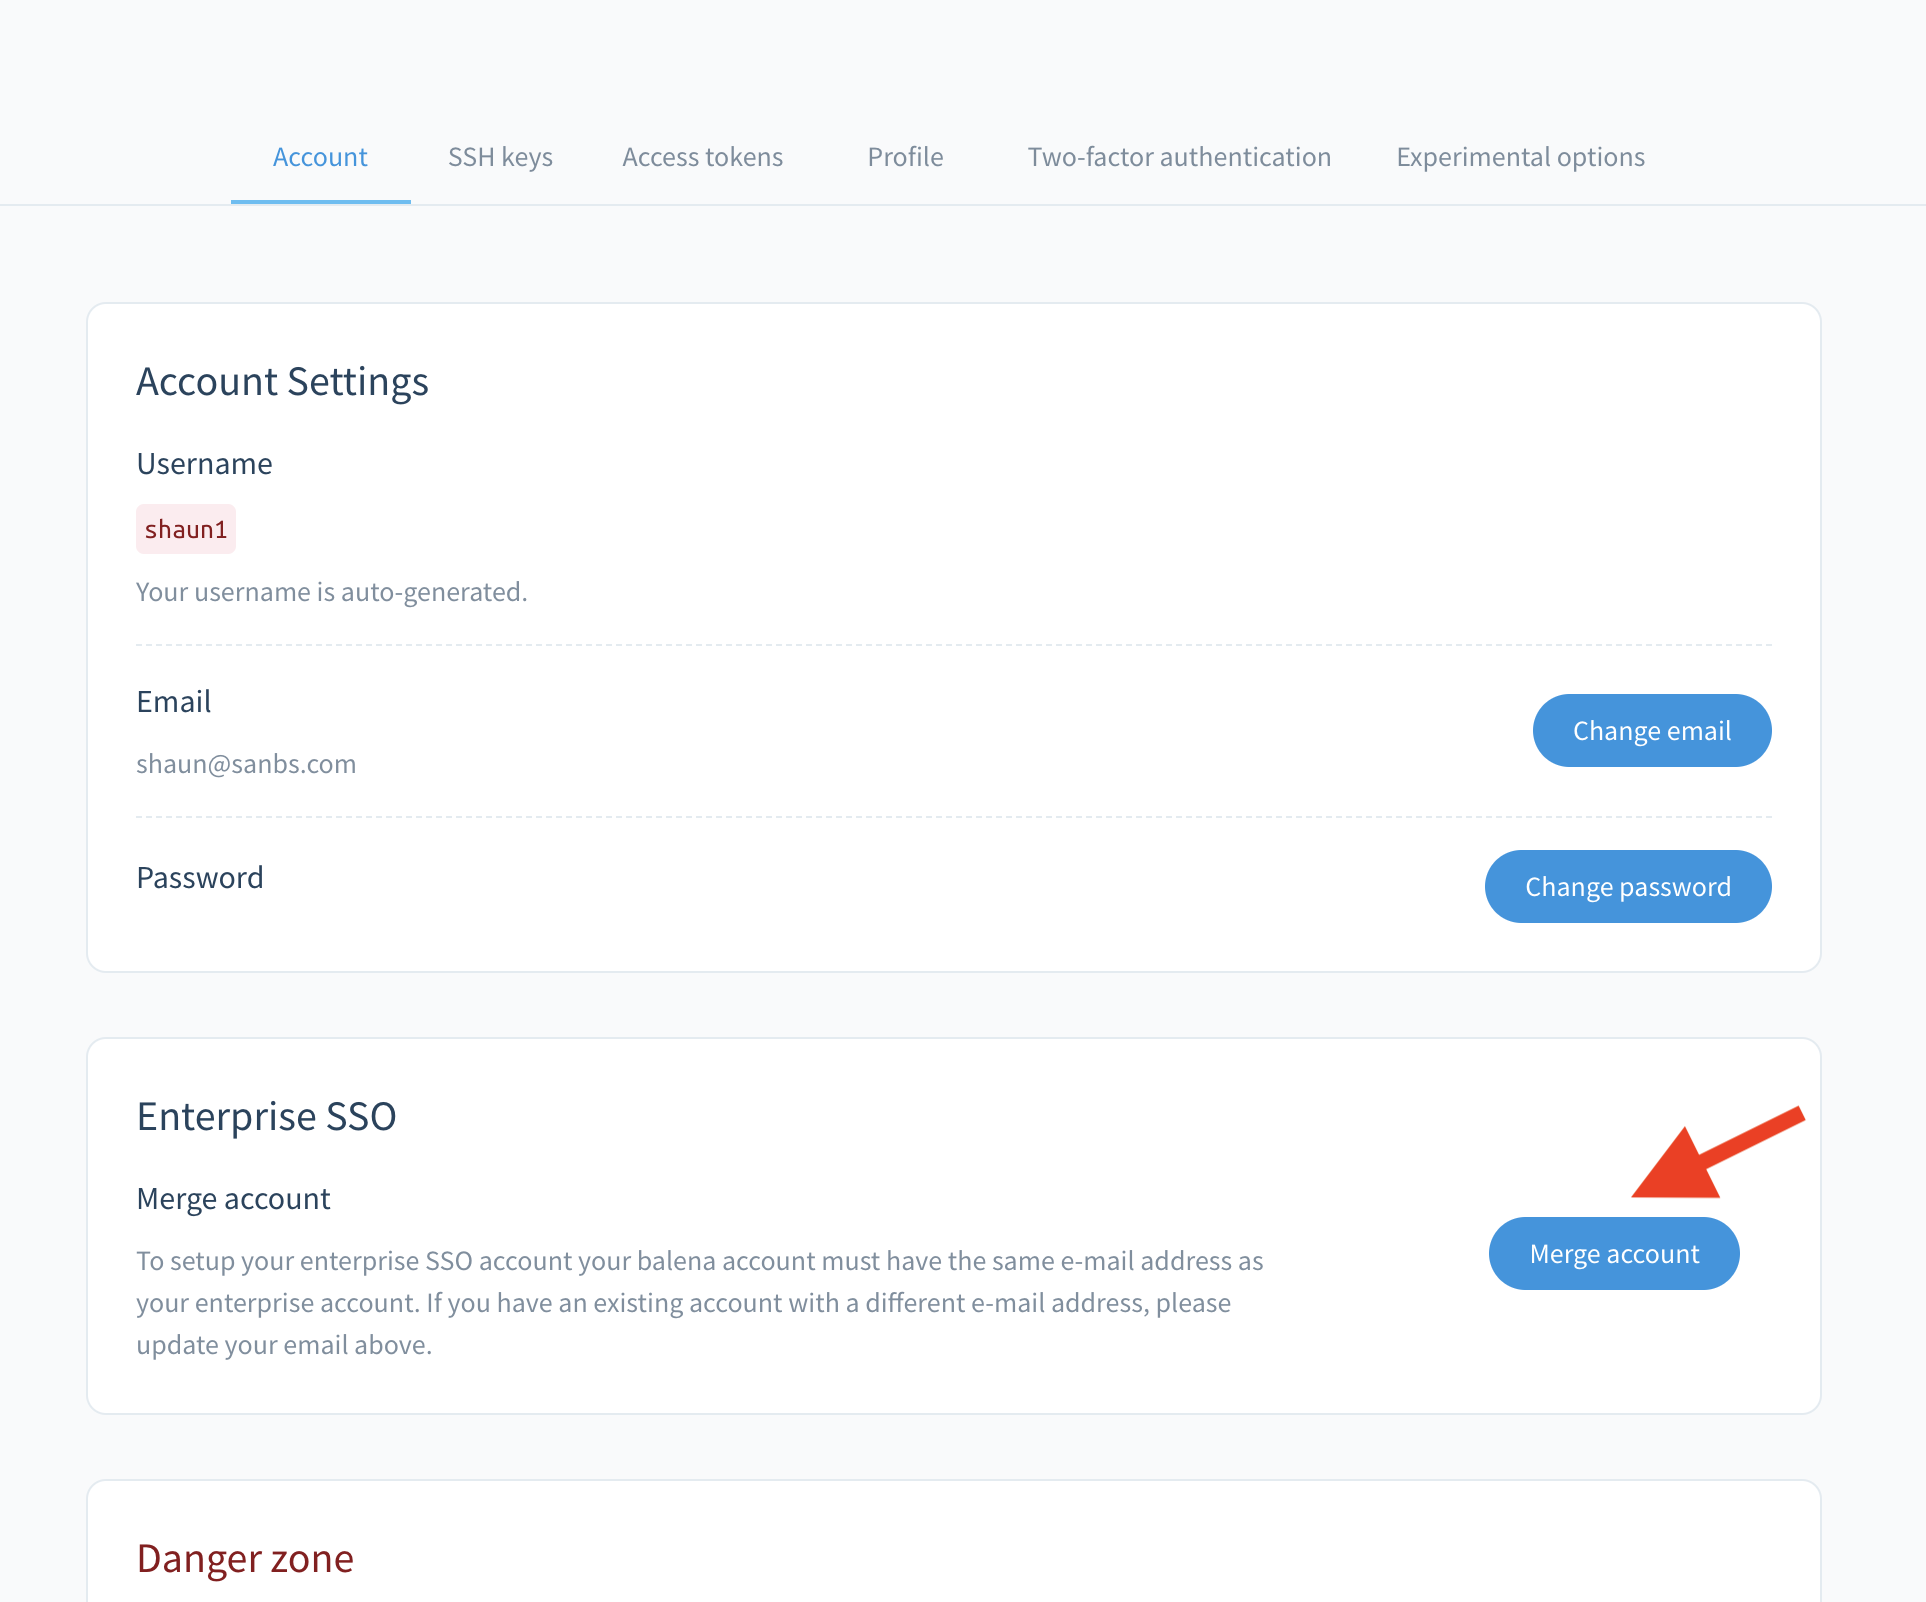 Account
SSH keys
Access tokens
Profile
Two-factor authentication
Experimental options
Account Settings
Username
shaun1
Your username is auto-generated.
Email
shaun@sanbs.com
Change email
Password
Change password
Enterprise SSO
Merge account
To setup your enterprise SSO account your balena account must have the same e-mail address as
your enterprise account. If you have an existing account with a different e-mail address, please
update your email above.
Merge account
Danger zone